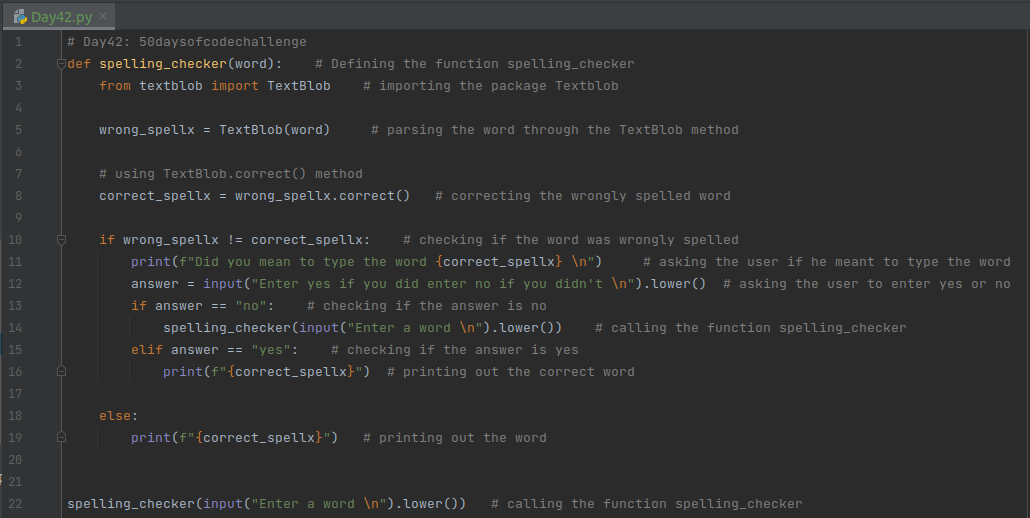 Day42.py
1 # Day42: 50daysofcodechallenge
2 def spelling_checker(word):    # Defining the function spelling_checker
3     from textblob import TextBlob    # importing the package Textblob
4
5     wrong_spellx = TextBlob(word)     # parsing the word through the TextBlob method
6
7     # using TextBlob.correct() method
8     correct_spellx = wrong_spellx.correct()   # correcting the wrongly spelled word
9
10     if wrong_spellx != correct_spellx:    # checking if the word was wrongly spelled
11         print(f"Did you mean to type the word {correct_spellx} \n")     # asking the user if he meant to type the word
12         answer = input("Enter yes if you did enter no if you didn't \n").lower()  # asking the user to enter yes or no
13         if answer == "no":    # checking if the answer is no
14             spelling_checker(input("Enter a word \n").lower())    # calling the function spelling_checker
15         elif answer == "yes":    # checking if the answer is yes
16             print(f"{correct_spellx}")  # printing out the correct word
17
18     else:
19         print(f"{correct_spellx}")   # printing out the word
20
21
22 spelling_checker(input("Enter a word \n").lower())   # calling the function spelling_checker